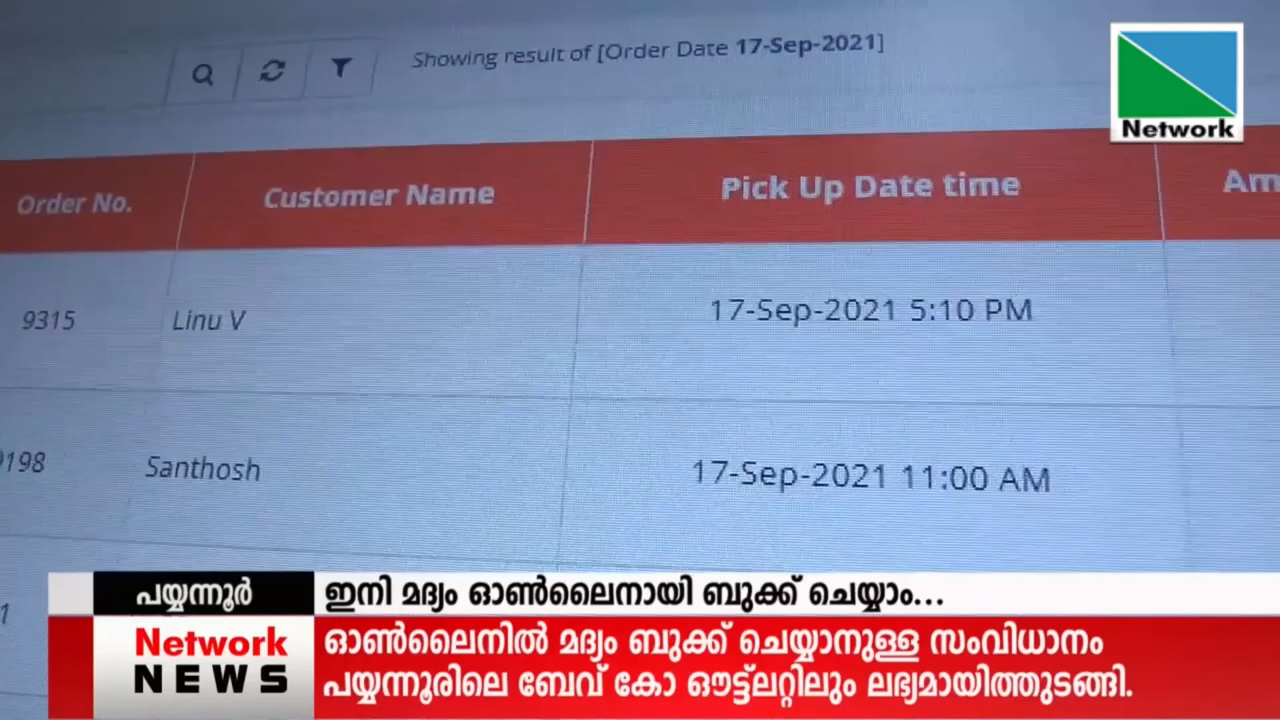 Showing result of [Order Date 17-Sep-2021]
Network
Order No. Customer Name Pick Up Date time
9315 Linu V 17-Sep-2021 5:10 PM
Santhosh 17-Sep-2021 11:00 AM
പയ്യന്നൂർ ഇനി മദ്യം ഓൺലൈനായി ബുക്ക് ചെയ്യാം...
Network NEWS
ഓൺലൈനിൽ മദ്യം ബുക്ക് ചെയ്യാനുള്ള സംവിധാനം
പയ്യന്നൂരിലെ ബേവ് കോ ഔട്ട്ലറ്റിലും ലഭ്യമായിത്തുടങ്ങി.